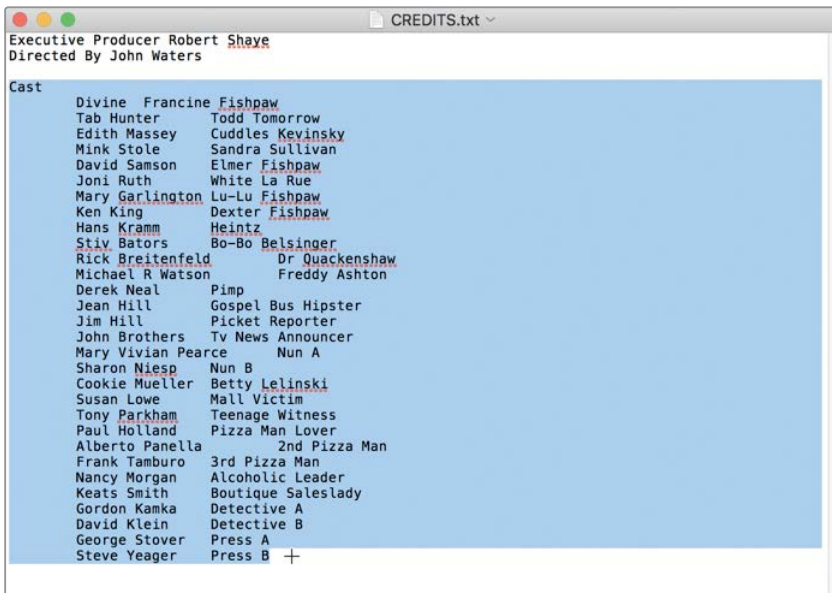 CREDITS.txt
Executive Producer Robert Shaye
Directed By John Waters
Cast
Divine Francine Fishpaw
Tab Hunter Todd Tomorrow
Edith Massey Cuddles Kevinsky
Mink Stole Sandra Sullivan
David Samson Elmer Fishpaw
Joni Ruth White La Rue
Mary Garlington Lu-Lu Fishpaw
Ken King Dexter Fishpaw
Hans Kramm Heintz
Stiv Bators Bo-Bo Belsinger
Rick Breitenfeld Dr Quackenshaw
Michael R Watson Freddy Ashton
Derek Neal Pimp
Jean Hill Gospel Bus Hipster
Jim Hill Picket Reporter
John Brothers Tv News Announcer
Mary Vivian Pearce Nun A
Sharon Niesp Nun B
Cookie Mueller Betty Lelinski
Susan Lowe Mall Victim
Tony Parkham Teenage Witness
Paul Holland Pizza Man Lover
Alberto Panella 2nd Pizza Man
Frank Tamburo 3rd Pizza Man
Nancy Morgan Alcoholic Leader
Keats Smith Boutique Saleslady
Gordon Kamka Detective A
David Klein Detective B
George Stover Press A
Steve Yeager Press B